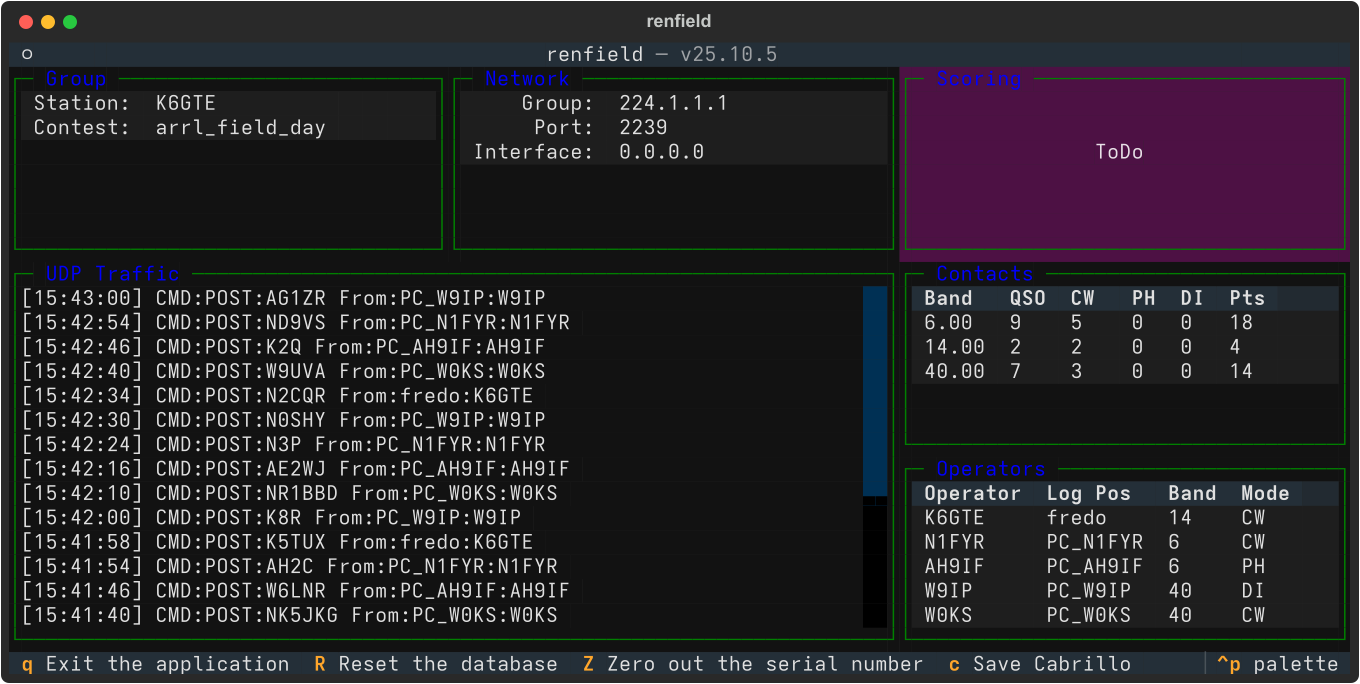 renfield
renfield — v25.10.5
Group
Station: K6GTE
Contest: arrl_field_day
Network
Group: 224.1.1.1
Port: 2239
Interface: 0.0.0.0
Scoring
ToDo
UDP Traffic
[15:43:00] CMD:POST:AG1ZR From:PC_W9IP:W9IP
[15:42:54] CMD:POST:ND9VS From:PC_N1FYR:N1FYR
[15:42:46] CMD:POST:K2Q From:PC_AH9IF:AH9IF
[15:42:40] CMD:POST:W9UVA From:PC_W0KS:W0KS
[15:42:34] CMD:POST:N2CQR From:fredo:K6GTE
[15:42:30] CMD:POST:N0SHY From:PC_W9IP:W9IP
[15:42:24] CMD:POST:N3P From:PC_N1FYR:N1FYR
[15:42:16] CMD:POST:AE2WJ From:PC_AH9IF:AH9IF
[15:42:10] CMD:POST:NR1BBD From:PC_W0KS:W0KS
[15:42:00] CMD:POST:K8R From:PC_W9IP:W9IP
[15:41:58] CMD:POST:K5TUX From:fredo:K6GTE
[15:41:54] CMD:POST:AH2C From:PC_N1FYR:N1FYR
[15:41:46] CMD:POST:W6LNR From:PC_AH9IF:AH9IF
[15:41:40] CMD:POST:NK5JKG From:PC_W0KS:W0KS
Contacts
Band QSO CW PH DI Pts
6.00 9 5 0 0 18
14.00 2 2 0 0 4
40.00 7 3 0 0 14
Operators
Operator Log Pos Band Mode
K6GTE fredo 14 CW
N1FYR PC_N1FYR 6 CW
AH9IF PC_AH9IF 6 PH
W9IP PC_W9IP 40 DI
W0KS PC_W0KS 40 CW
q Exit the application R Reset the database Z Zero out the serial number c Save Cabrillo ^p palette